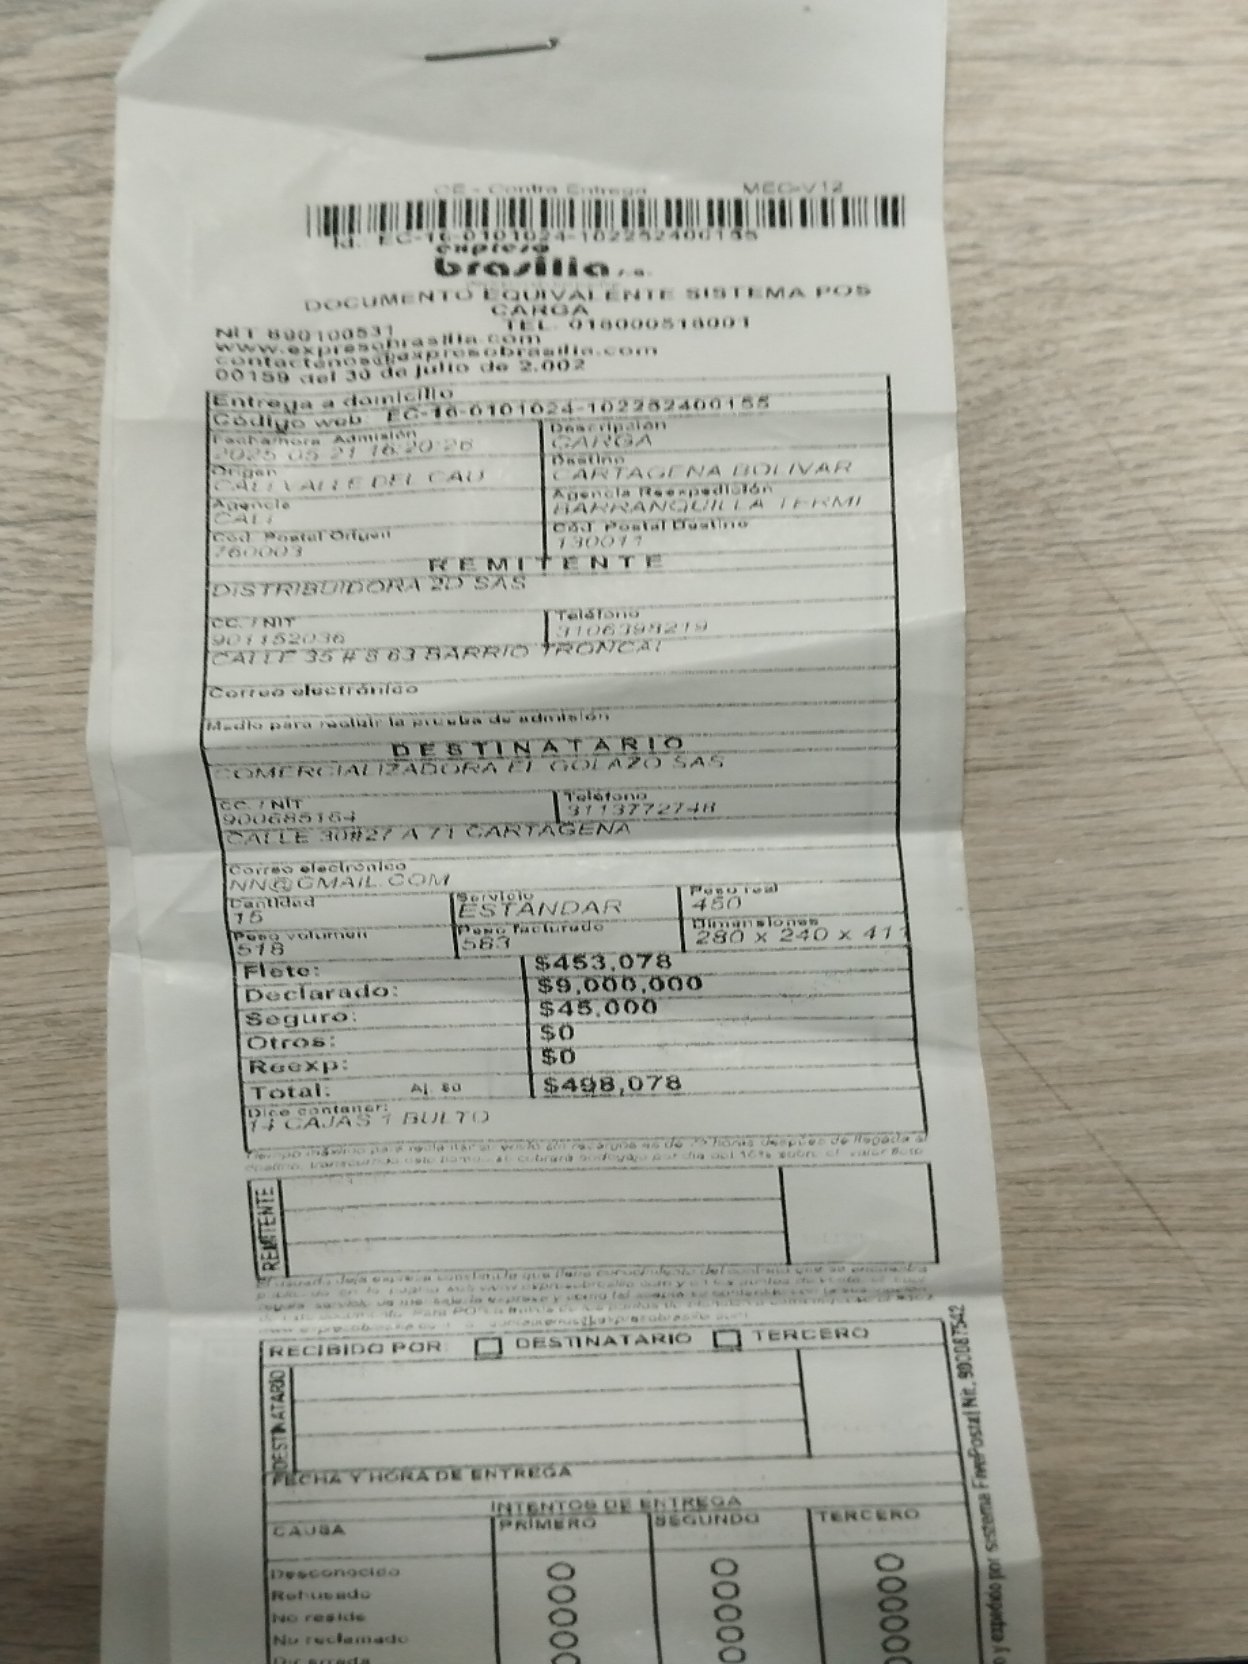 CE - Contra Entrega MEC-V12
Id.: EC-16-0101024-102252400155
expreso
brasilia s.a.
DOCUMENTO EQUIVALENTE SISTEMA POS
CARGA
NIT 890100531 TEL. 018000518001
www.expresobrasilia.com
contactenos@expresobrasilia.com
00159 del 30 de julio de 2.002
Entrega a domicilio
Código web: EC-16-0101024-102252400155
Fecha/hora Admisión Descripción
2025 05 21 16:20:26 CARGA
Origen Destino
CALI VALLE DEL CAU CARTAGENA BOLIVAR
Agencia Agencia Reexpedición
CALI BARRANQUILLA TERMI
Cód. Postal Origen Cód. Postal Destino
760003 130011
REMITENTE
DISTRIBUIDORA 2D SAS
CC. / NIT Teléfono
901152036 3106398219
CALLE 35 # 8 63 BARRIO TRONCAL
Correo electrónico
Medio para recibir la prueba de admisión
DESTINATARIO
COMERCIALIZADORA EL GOLAZO SAS
CC. / NIT Teléfono
900685164 3113772748
CALLE 30#27 A 71 CARTAGENA
Correo electrónico
NN@GMAIL.COM
Cantidad Servicio Peso real
15 ESTANDAR 450
Peso volumen Peso facturado Dimensiones
518 583 280 x 240 x 411
Flete: $453,078
Declarado: $9,000,000
Seguro: $45,000
Otros: $0
Reexp: $0
Total: Aj. $0 $498,078
Dice contener:
14 CAJAS 1 BULTO
REMITENTE
RECIBIDO POR: DESTINATARIO TERCERO
DESTINATARIO
FECHA Y HORA DE ENTREGA
INTENTOS DE ENTREGA
CAUSA PRIMERO SEGUNDO TERCERO
Desconocido
Rehusado
No reside
No reclamado
y expedido por sistema FivePostal Nit. 900087542